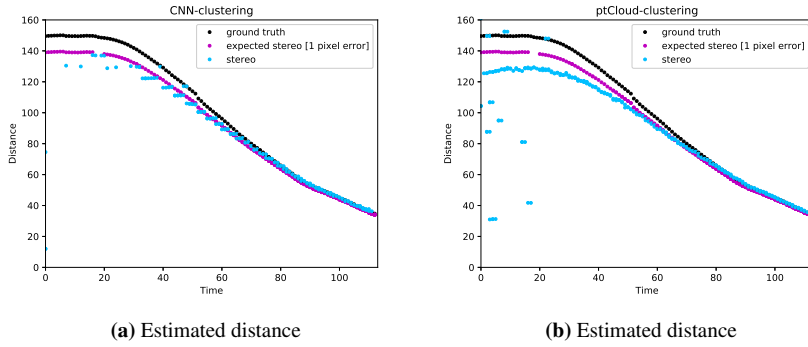 CNN-clustering
160
140
120
100
80
60
40
20
0
Distance
0 20 40 60 80 100
Time
ground truth
expected stereo [1 pixel error]
stereo
(a) Estimated distance
ptCloud-clustering
160
140
120
100
80
60
40
20
0
Distance
0 20 40 60 80 100
Time
ground truth
expected stereo [1 pixel error]
stereo
(b) Estimated distance